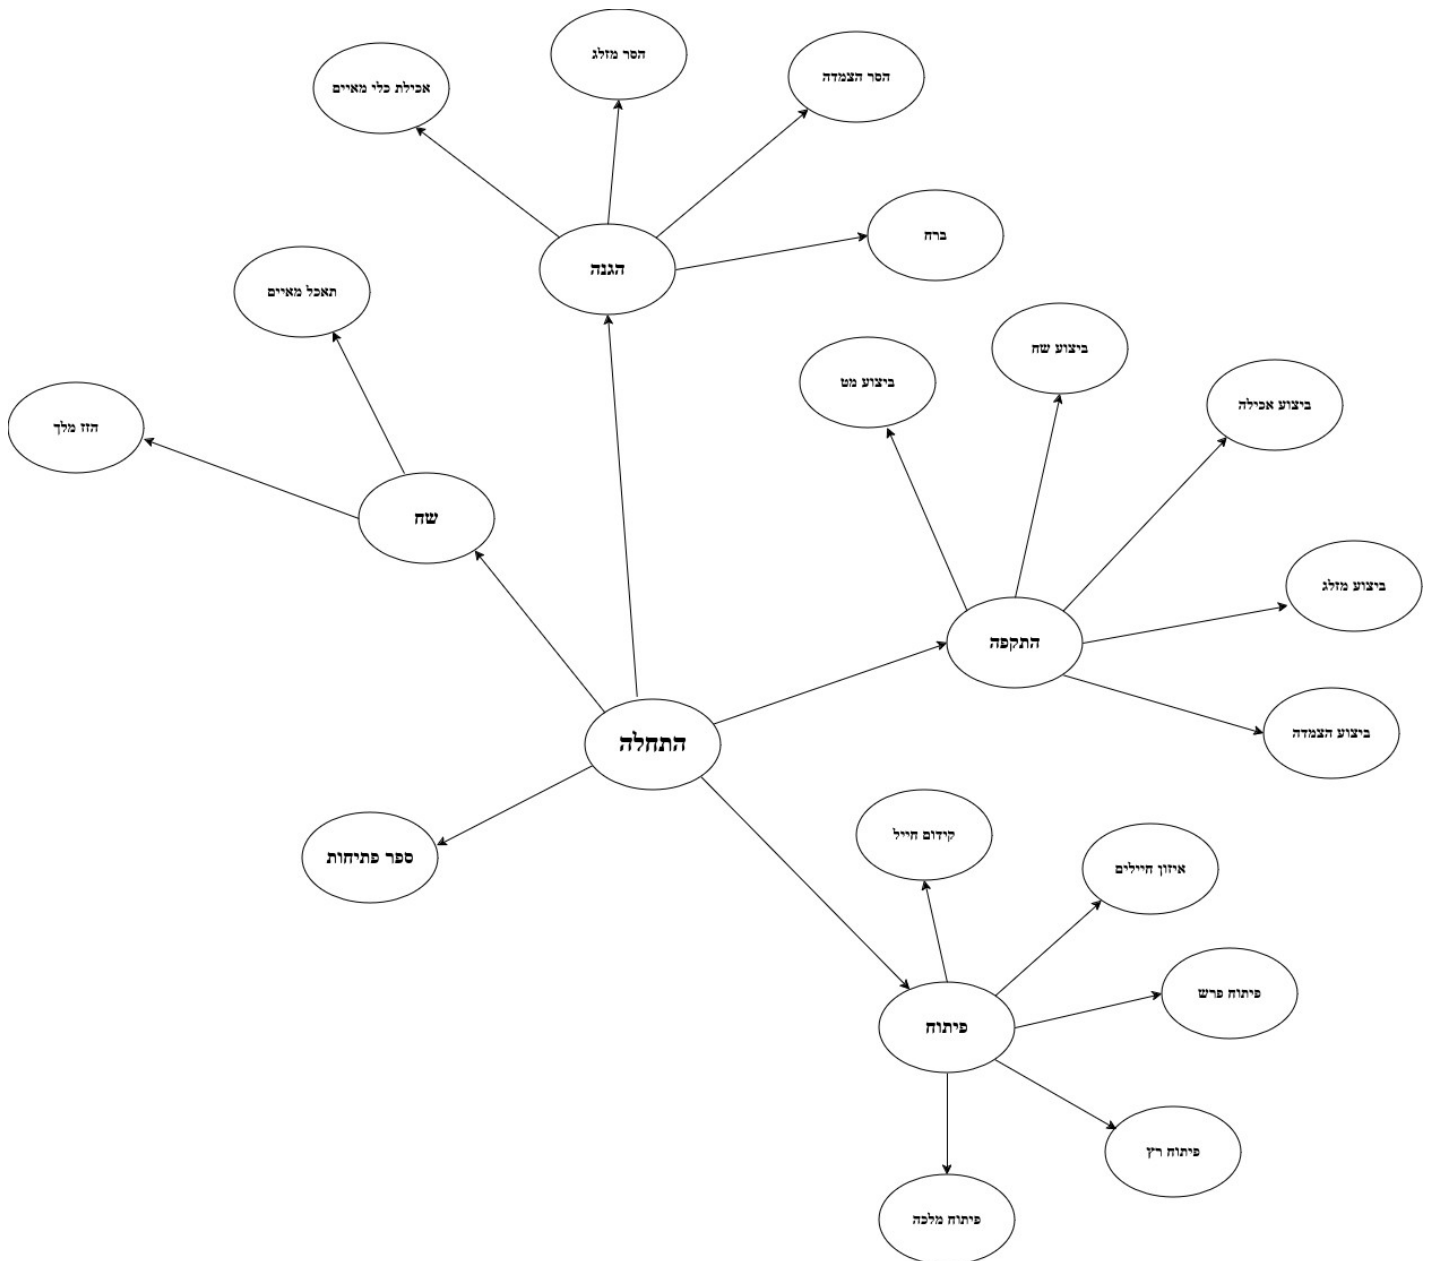 הסר מזלג
הסר הצמדה
אכילת כלי מאיים
ברח
הגנה
תאכל מאיים
ביצוע שח
ביצוע מט
ביצוע אכילה
הזז מלך
שח
ביצוע מזלג
התקפה
ביצוע הצמדה
התחלה
קידום חייל
ספר פתיחות
איזון חיילים
פיתוח פרש
פיתוח
פיתוח רץ
פיתוח מלכה